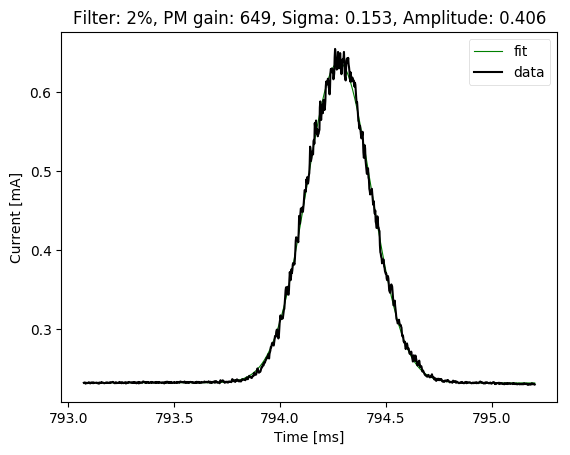 Filter: 2%, PM gain: 649, Sigma: 0.153, Amplitude: 0.406
fit
data
0.6
0.5
0.4
0.3
Current [mA]
793.0 793.5 794.0 794.5 795.0
Time [ms]